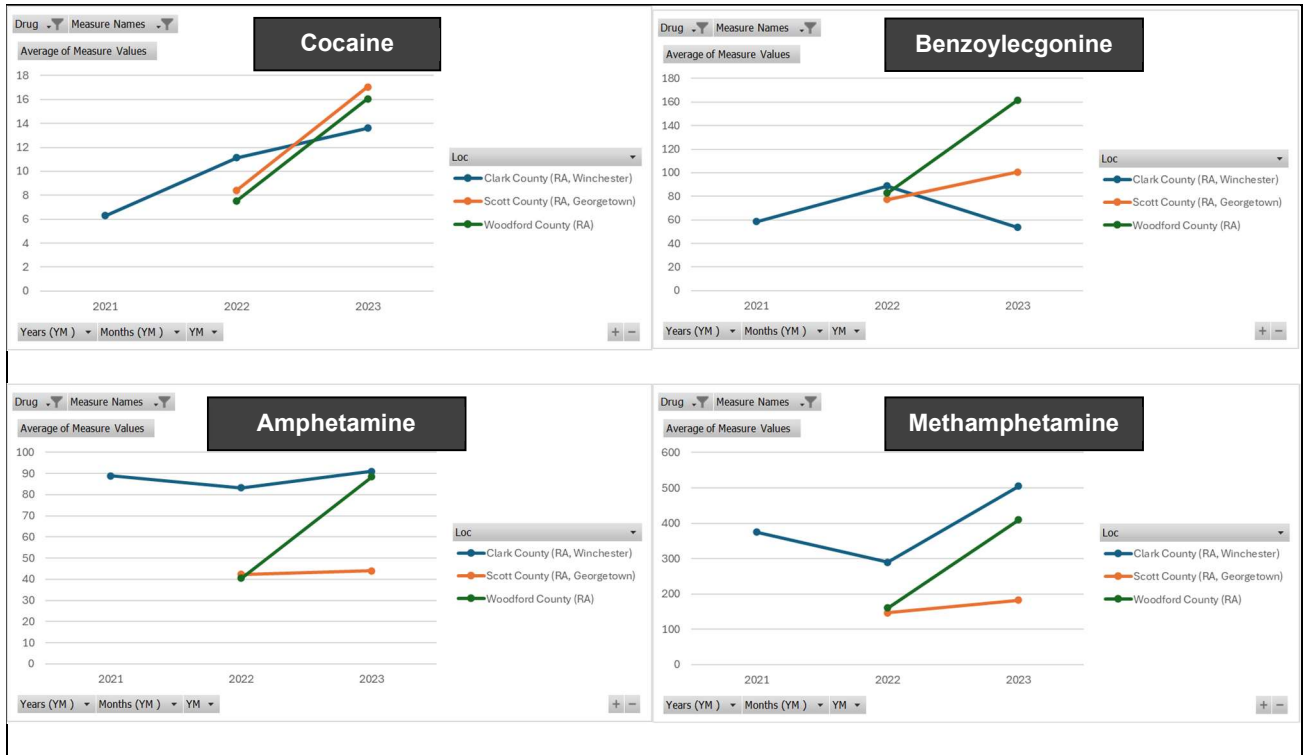 Drug Measure Names
Cocaine
Average of Measure Values
18
16
14
12
10
8
6
4
2
0
2021 2022 2023
Loc
Clark County (RA, Winchester)
Scott County (RA, Georgetown)
Woodford County (RA)
Years (YM ) Months (YM ) YM
+ −
Drug Measure Names
Benzoylecgonine
Average of Measure Values
180
160
140
120
100
80
60
40
20
0
2021 2022 2023
Loc
Clark County (RA, Winchester)
Scott County (RA, Georgetown)
Woodford County (RA)
Years (YM ) Months (YM ) YM
+ −
Drug Measure Names
Amphetamine
Average of Measure Values
100
90
80
70
60
50
40
30
20
10
0
2021 2022 2023
Loc
Clark County (RA, Winchester)
Scott County (RA, Georgetown)
Woodford County (RA)
Years (YM ) Months (YM ) YM
+ −
Drug Measure Names
Methamphetamine
Average of Measure Values
600
500
400
300
200
100
0
2021 2022 2023
Loc
Clark County (RA, Winchester)
Scott County (RA, Georgetown)
Woodford County (RA)
Years (YM ) Months (YM ) YM
+ −